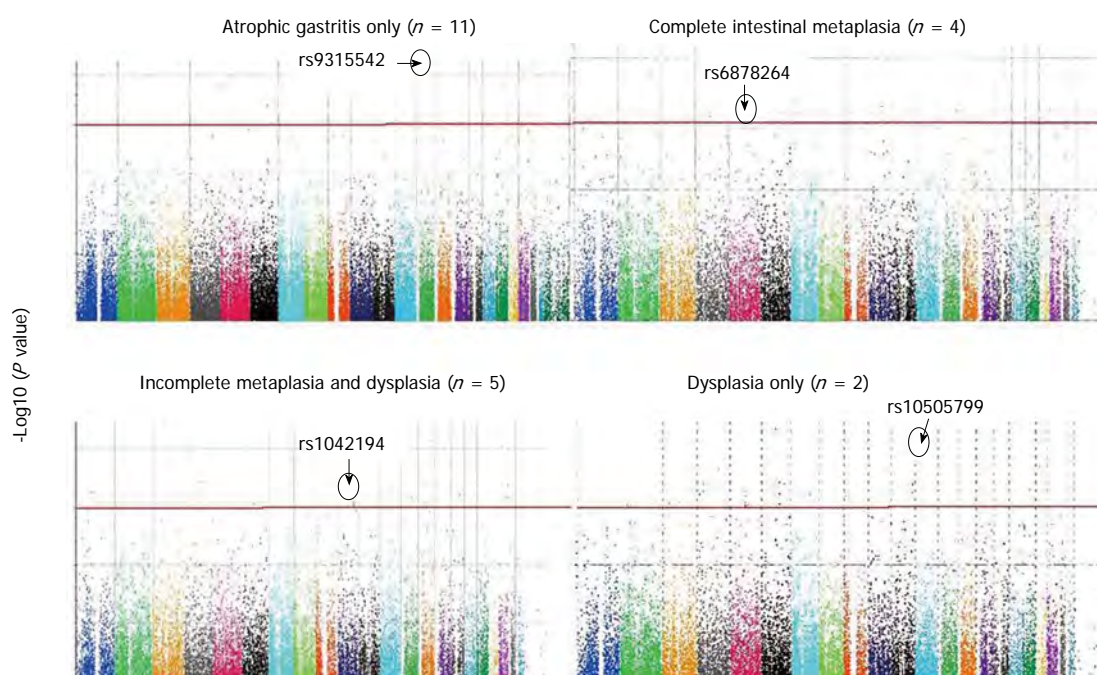 Atrophic gastritis only (n = 11)
rs9315542
Complete intestinal metaplasia (n = 4)
rs6878264
-Log10 (P value)
Incomplete metaplasia and dysplasia (n = 5)
rs1042194
Dysplasia only (n = 2)
rs10505799